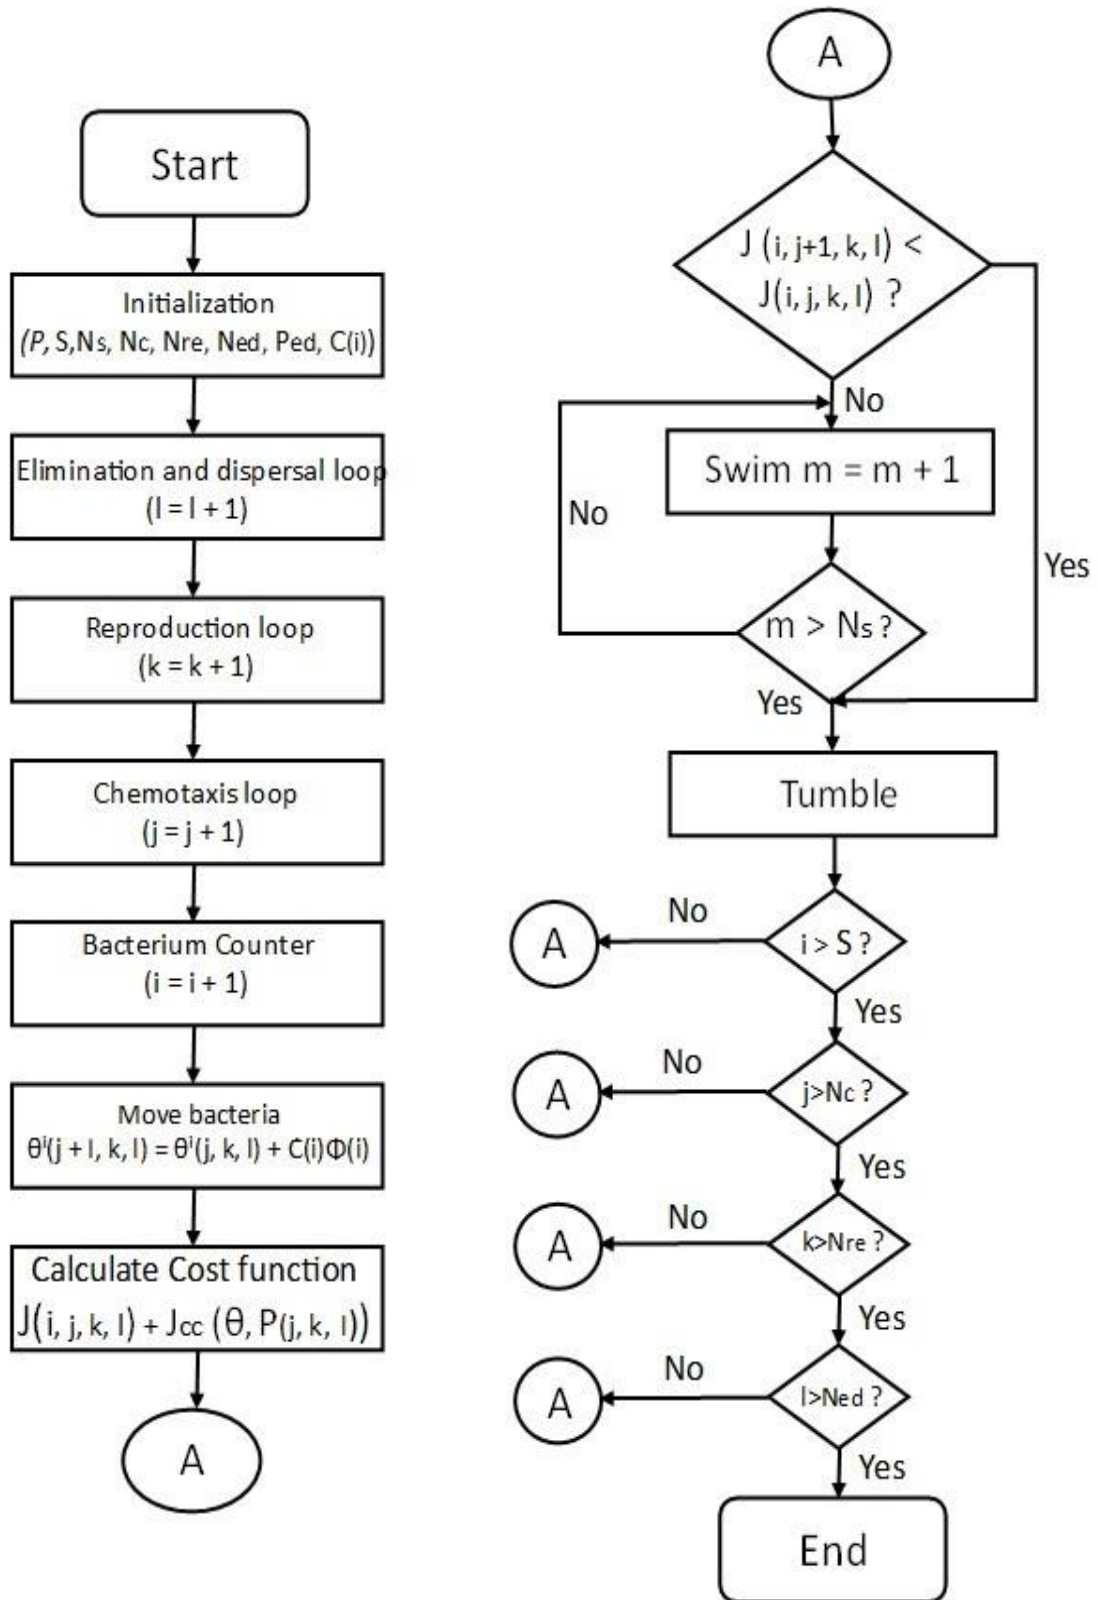 Start
Initialization
(P, S,Ns, Nc, Nre, Ned, Ped, C(i))
Elimination and dispersal loop
(l = l + 1)
Reproduction loop
(k = k + 1)
Chemotaxis loop
(j = j + 1)
Bacterium Counter
(i = i + 1)
Move bacteria
θⁱ(j + l, k, l) = θⁱ(j, k, l) + C(i)Φ(i)
Calculate Cost function
J(i, j, k, l) + Jcc (θ, P(j, k, l))
A
A
J (i, j+1, k, l) <
J(i, j, k, l) ?
No
Swim m = m + 1
No
Yes
m > Ns ?
Yes
Tumble
No
A
i > S ?
Yes
No
A
j>Nc ?
Yes
No
A
k>Nre ?
Yes
No
A
l>Ned ?
Yes
End